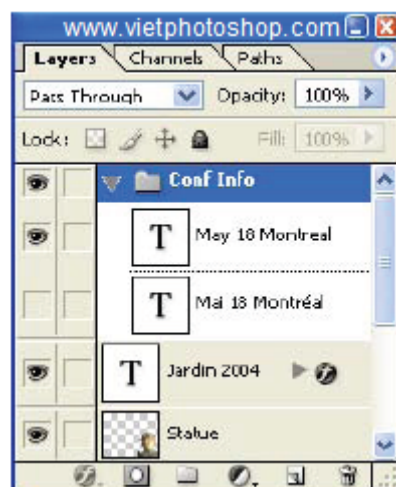 www.vietphotoshop.com
Layers Channels Paths
Pass Through Opacity: 100%
Lock: Fill: 100%
Conf Info
T May 18 Montreal
T Mai 18 Montréal
T Jardin 2004
Statue